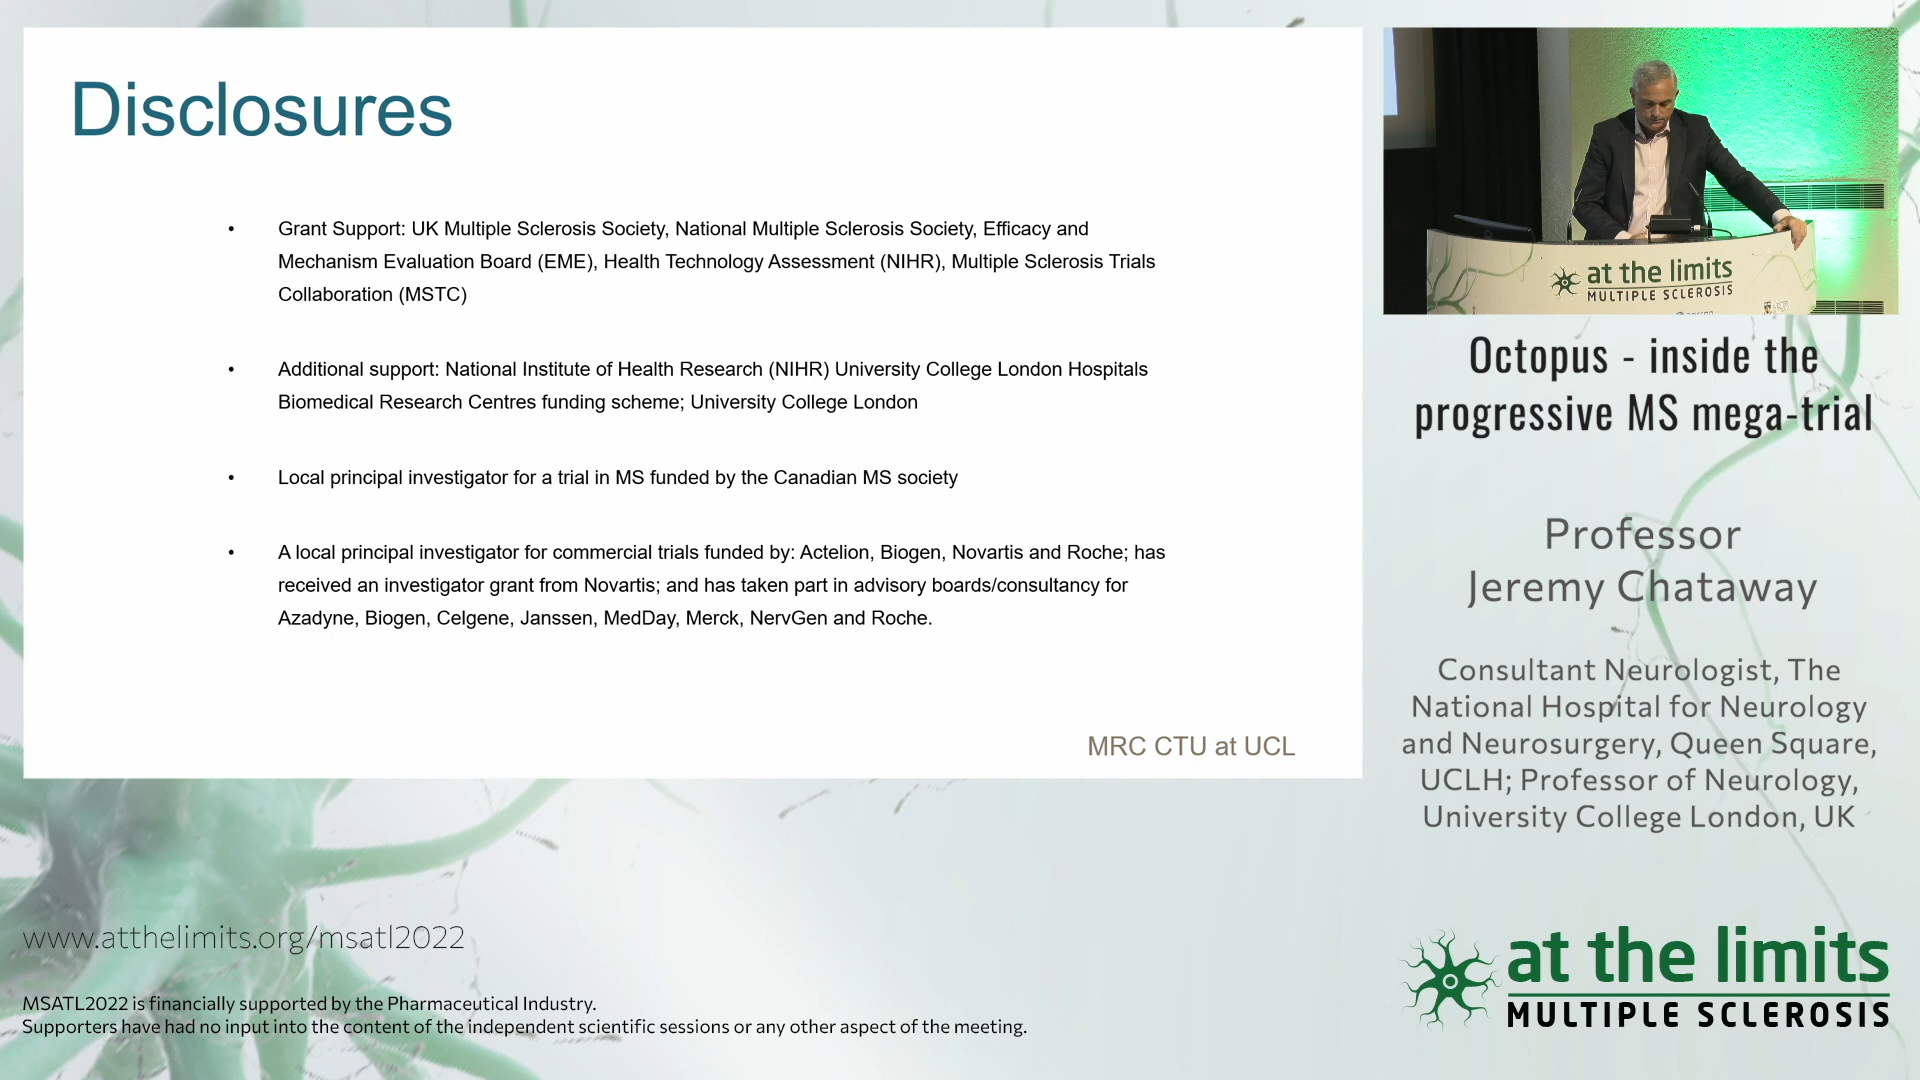 Disclosures
• Grant Support: UK Multiple Sclerosis Society, National Multiple Sclerosis Society, Efficacy and
Mechanism Evaluation Board (EME), Health Technology Assessment (NIHR), Multiple Sclerosis Trials
Collaboration (MSTC)
• Additional support: National Institute of Health Research (NIHR) University College London Hospitals
Biomedical Research Centres funding scheme; University College London
• Local principal investigator for a trial in MS funded by the Canadian MS society
• A local principal investigator for commercial trials funded by: Actelion, Biogen, Novartis and Roche; has
received an investigator grant from Novartis; and has taken part in advisory boards/consultancy for
Azadyne, Biogen, Celgene, Janssen, MedDay, Merck, NervGen and Roche.
MRC CTU at UCL
at the limits
MULTIPLE SCLEROSIS
Octopus - inside the
progressive MS mega-trial
Professor
Jeremy Chataway
Consultant Neurologist, The
National Hospital for Neurology
and Neurosurgery, Queen Square,
UCLH; Professor of Neurology,
University College London, UK
www.atthelimits.org/msatl2022
MSATL2022 is financially supported by the Pharmaceutical Industry.
Supporters have had no input into the content of the independent scientific sessions or any other aspect of the meeting.
at the limits
MULTIPLE SCLEROSIS